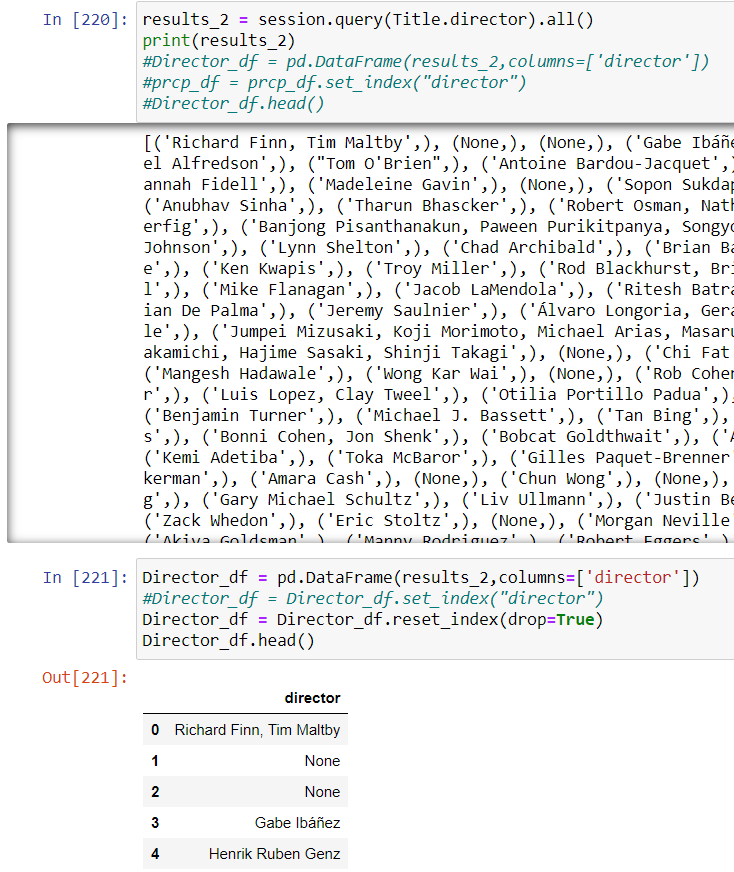 In [220]: results_2 = session.query(Title.director).all()
print(results_2)
#Director_df = pd.DataFrame(results_2,columns=['director'])
#prcp_df = prcp_df.set_index("director")
#Director_df.head()
[('Richard Finn, Tim Maltby',), (None,), (None,), ('Gabe Ibáñe
el Alfredson',), ("Tom O'Brien",), ('Antoine Bardou-Jacquet',)
annah Fidell',), ('Madeleine Gavin',), (None,), ('Sopon Sukdap
('Anubhav Sinha',), ('Tharun Bhascker',), ('Robert Osman, Nath
erfig',), ('Banjong Pisanthanakun, Paween Purikitpanya, Songyo
Johnson',), ('Lynn Shelton',), ('Chad Archibald',), ('Brian Ba
e',), ('Ken Kwapis',), ('Troy Miller',), ('Rod Blackhurst, Bri
l',), ('Mike Flanagan',), ('Jacob LaMendola',), ('Ritesh Batra
ian De Palma',), ('Jeremy Saulnier',), ('Álvaro Longoria, Gera
le',), ('Jumpei Mizusaki, Koji Morimoto, Michael Arias, Masaru
akamichi, Hajime Sasaki, Shinji Takagi',), (None,), ('Chi Fat
('Mangesh Hadawale',), ('Wong Kar Wai',), (None,), ('Rob Cohen
r',), ('Luis Lopez, Clay Tweel',), ('Otilia Portillo Padua',),
('Benjamin Turner',), ('Michael J. Bassett',), ('Tan Bing',),
s',), ('Bonni Cohen, Jon Shenk',), ('Bobcat Goldthwait',), ('A
('Kemi Adetiba',), ('Toka McBaror',), ('Gilles Paquet-Brenner'
kerman',), ('Amara Cash',), (None,), ('Chun Wong',), (None,),
g',), ('Gary Michael Schultz',), ('Liv Ullmann',), ('Justin Be
('Zack Whedon',), ('Eric Stoltz',), (None,), ('Morgan Neville
('Akiva Goldsman',), ('Manny Rodriguez',), ('Robert Eggers',)
In [221]: Director_df = pd.DataFrame(results_2,columns=['director'])
#Director_df = Director_df.set_index("director")
Director_df = Director_df.reset_index(drop=True)
Director_df.head()
Out[221]:
director
0 Richard Finn, Tim Maltby
1 None
2 None
3 Gabe Ibáñez
4 Henrik Ruben Genz